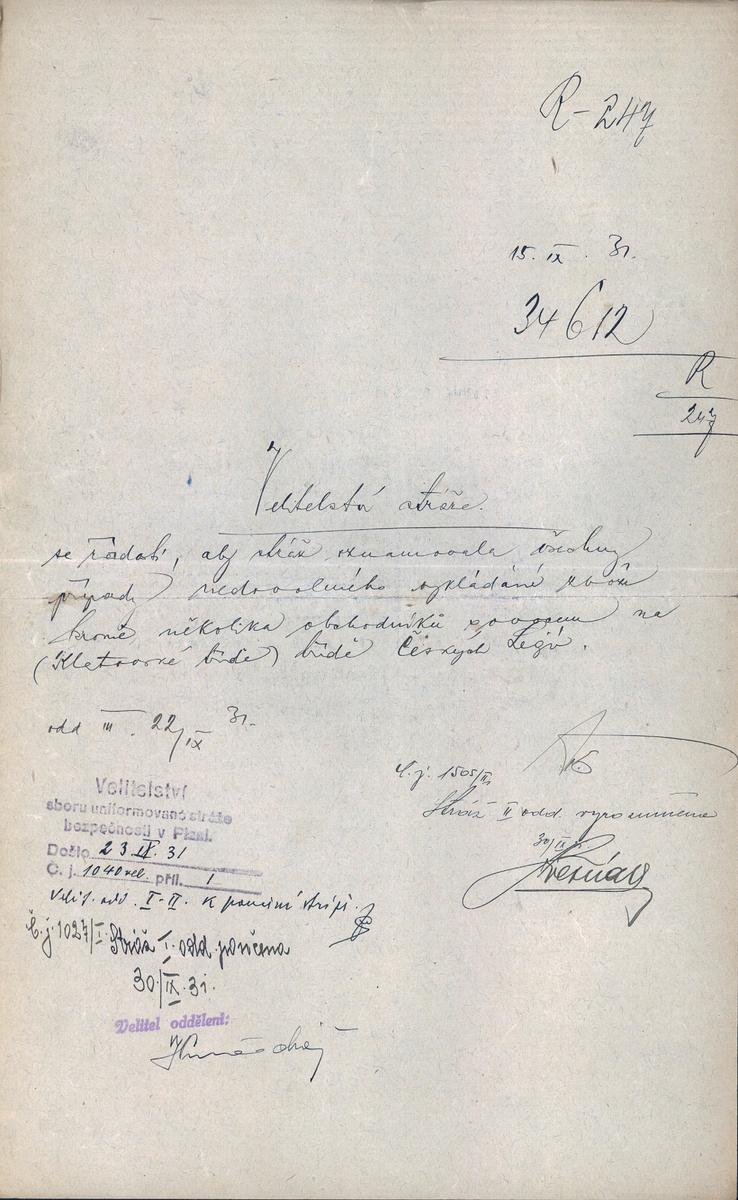 R-247
15. IX. 31.
34612
R
247
Velitelství stráže.
se žádá, aby stráž oznamovala všechny
případy nedovoleného vykládání zboží
kromě několika obchodníků s ovocem na
(Klatovské třídě) třídě Českých Legií.
odd III. 22/IX 31.
Č.j. 1505/II
Stráž II odd. vyrozuměna
30/IX
Velitelství
sboru uniformované stráže
bezpečnosti v Plzni.
Došlo 23.IX.31
Č. j. 1040 vel. příl. 1
Velit. odd. I-II. k poučení stráží.
Č.j. 1027/I Stráž I. odd poučena
30/IX.31.
Velitel oddělení: